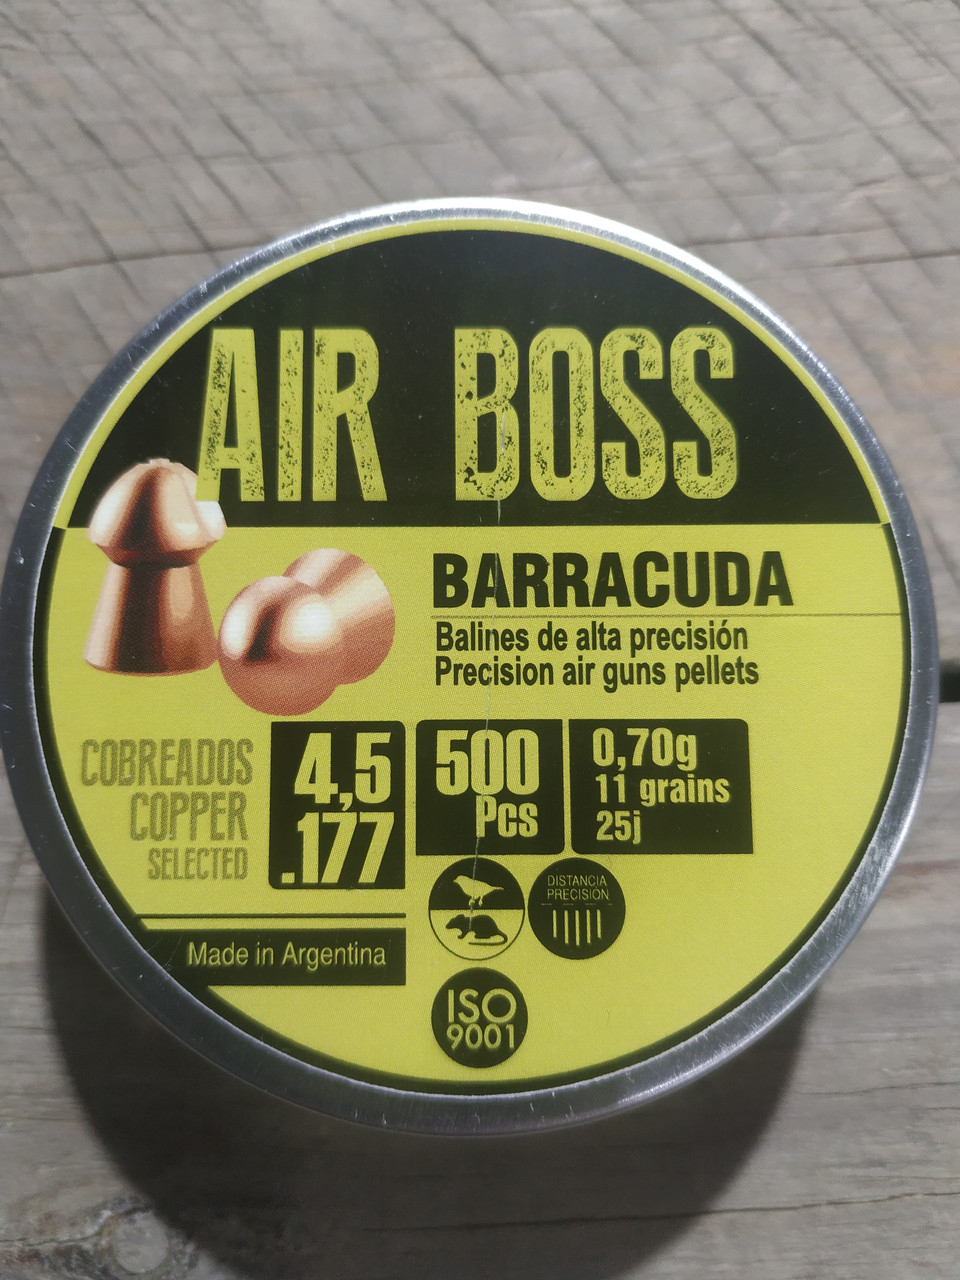 AIR BOSS
BARRACUDA
Balines de alta precisión
Precision air guns pellets
COBREADOS
COPPER
SELECTED
4,5
.177
500
Pcs
0,70g
11 grains
25j
DISTANCIA
PRECISIÓN
Made in Argentina
ISO
9001